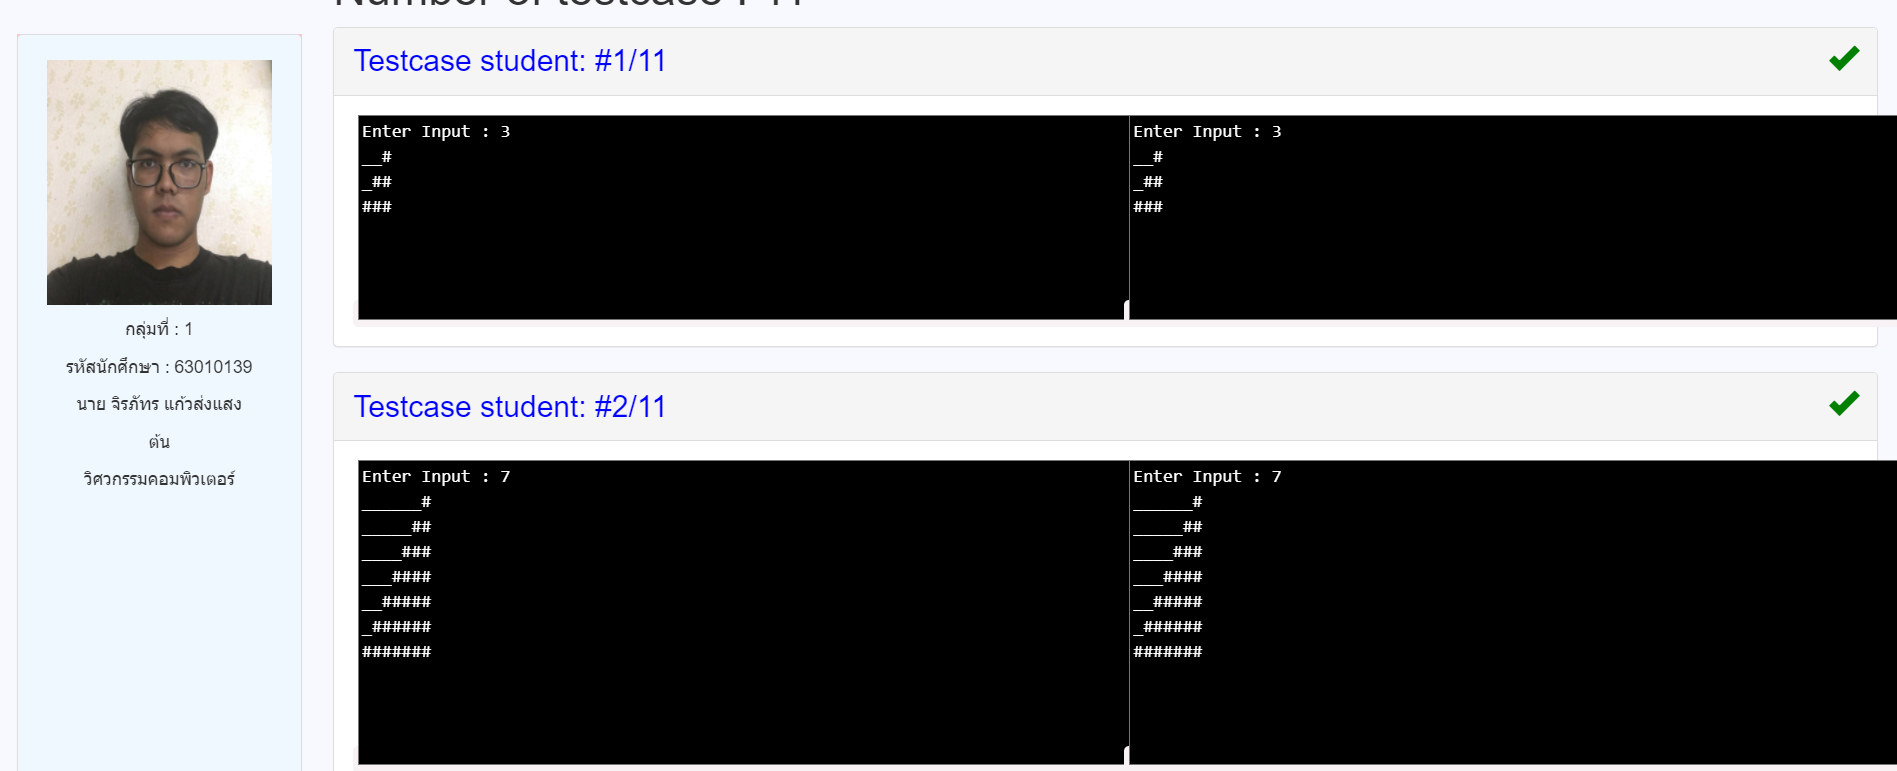 Number of testcase : 11
กลุ่มที่ : 1
รหัสนักศึกษา : 63010139
นาย จิรภัทร แก้วส่งแสง
ต้น
วิศวกรรมคอมพิวเตอร์
Testcase student: #1/11
Enter Input : 3
__#
_##
###
Enter Input : 3
__#
_##
###
Testcase student: #2/11
Enter Input : 7
______#
_____##
____###
___####
__#####
_######
#######
Enter Input : 7
______#
_____##
____###
___####
__#####
_######
#######